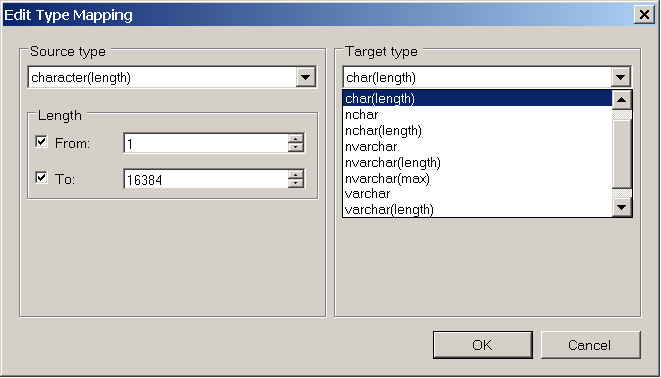 Edit Type Mapping
Source type
character(length)
Length
From:
1
To:
16384
Target type
char(length)
char(length)
nchar
nchar(length)
nvarchar
nvarchar(length)
nvarchar(max)
varchar
varchar(length)
OK
Cancel